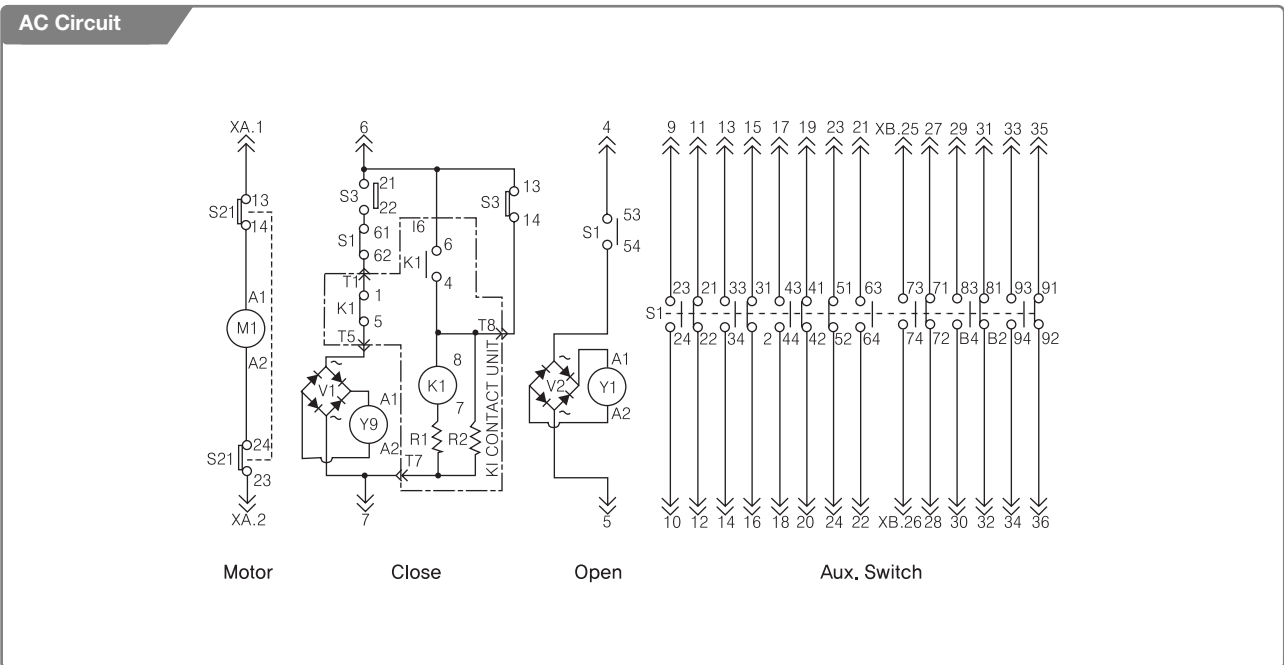 AC Circuit
XA.1 6 4 9 11 13 15 17 19 23 21 XB.25 27 29 31 33 35
S21 13 14
S3 21 22
S3 13 14
S1 61 62
I6
K1 6 4
S1 53 54
T1
K1 1 5
T5
T8
A1
M1
A2
V1 ~ ~
A1
Y9
A2
8
K1
7
R1 R2
T7
KI CONTACT UNIT
V2 ~ ~
A1
Y1
A2
S21 24 23
23 21 33 31 43 41 51 63 73 71 83 81 93 91
S1
24 22 34 2 44 42 52 64 74 72 B4 B2 94 92
XA.2 7 5 10 12 14 16 18 20 24 22 XB.26 28 30 32 34 36
Motor Close Open Aux. Switch